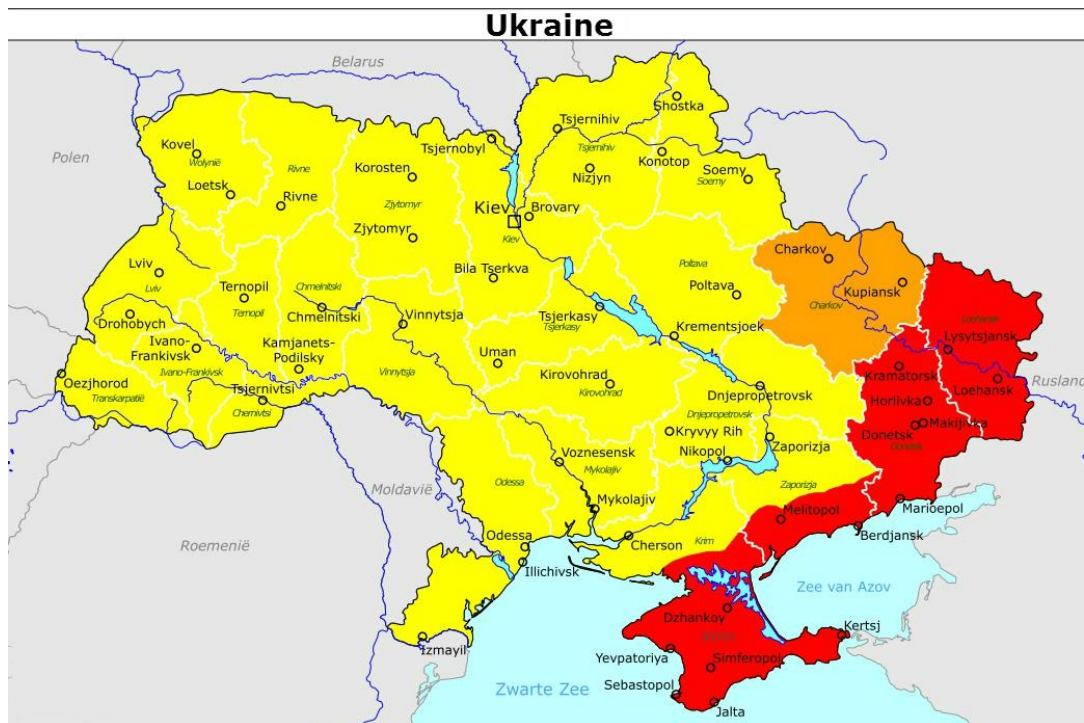 Ukraine
Belarus
Shostka
Tsjernihiv
Tsjernobyl
Tsjernihiv
Konotop
Polen
Kovel
Wolynië
Rivne
Korosten
Nizjyn
Soemy
Soemy
Loetsk
Rivne
Zjytomyr
Kiev
Brovary
Zjytomyr
Kiev
Charkov
Lviv
Lviv
Bila Tserkva
Poltava
Kupiansk
Ternopil
Ternopil
Chmelnitski
Chmelnitski
Poltava
Charkov
Loehansk
Drohobych
Vinnytsja
Tsjerkasy
Tsjerkasy
Krementsjoek
Lysytsjansk
Ivano-
Frankivsk
Kamjanets-
Podilsky
Uman
Kramatorsk
Oezjhorod
Ivano-Frankivsk
Vinnytsja
Kirovohrad
Kirovohrad
Loehansk
Rusland
Transkarpatië
Tsjernivtsi
Chernivtsi
Dnjepropetrovsk
Dnjepropetrovsk
Horlivka
Makijivka
Donetsk
Kryvyy Rih
Zaporizja
Nikopol
Voznesensk
Mykolajiv
Odessa
Zaporizja
Moldavië
Mykolajiv
Melitopol
Marioepol
Berdjansk
Cherson
Krim
Roemenië
Odessa
Illichivsk
Zee van Azov
Dzhankoy
Kertsj
Izmayil
Yevpatoriya
Simferopol
Zwarte Zee
Sebastopol
Jalta